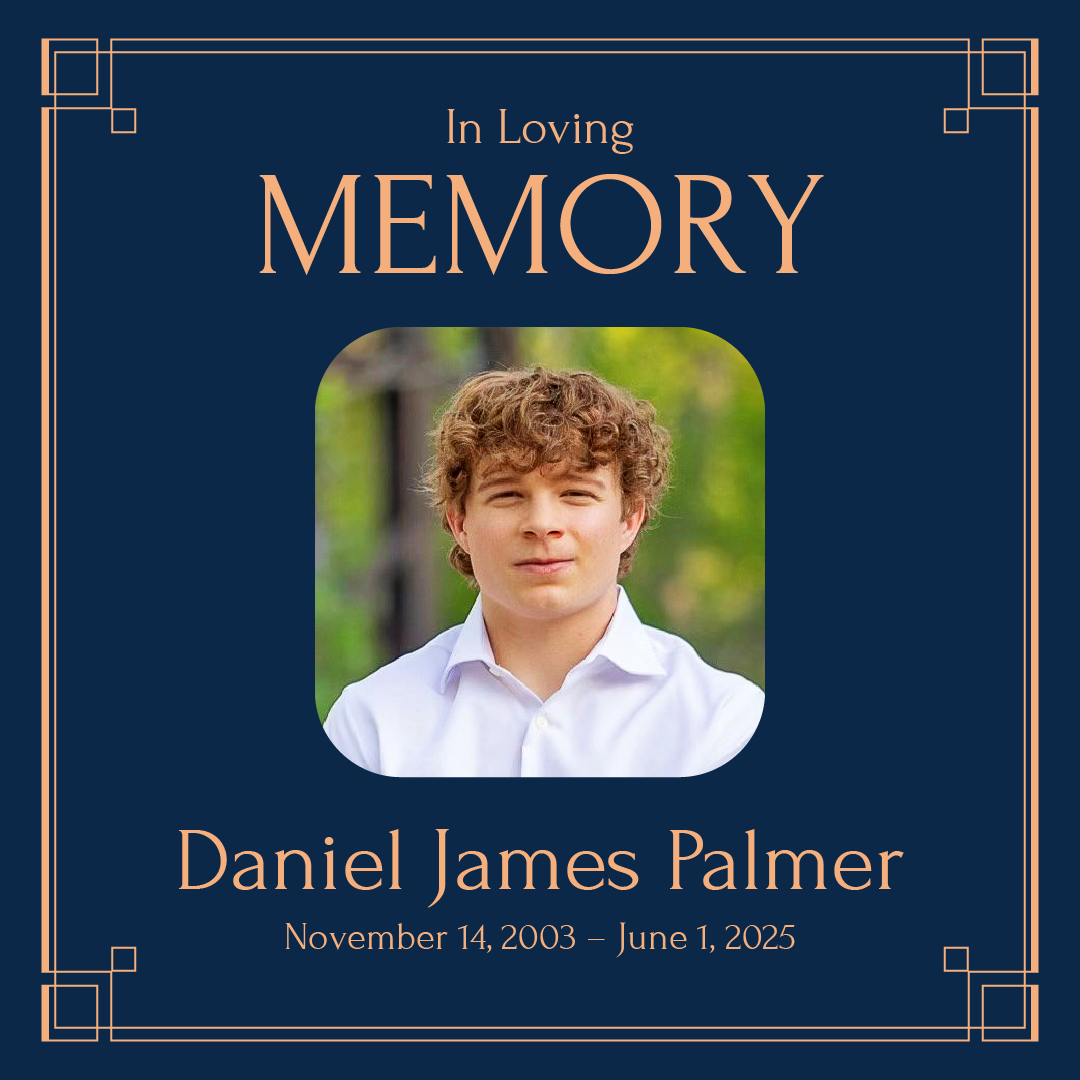 In Loving
MEMORY
Daniel James Palmer
November 14, 2003 – June 1, 2025